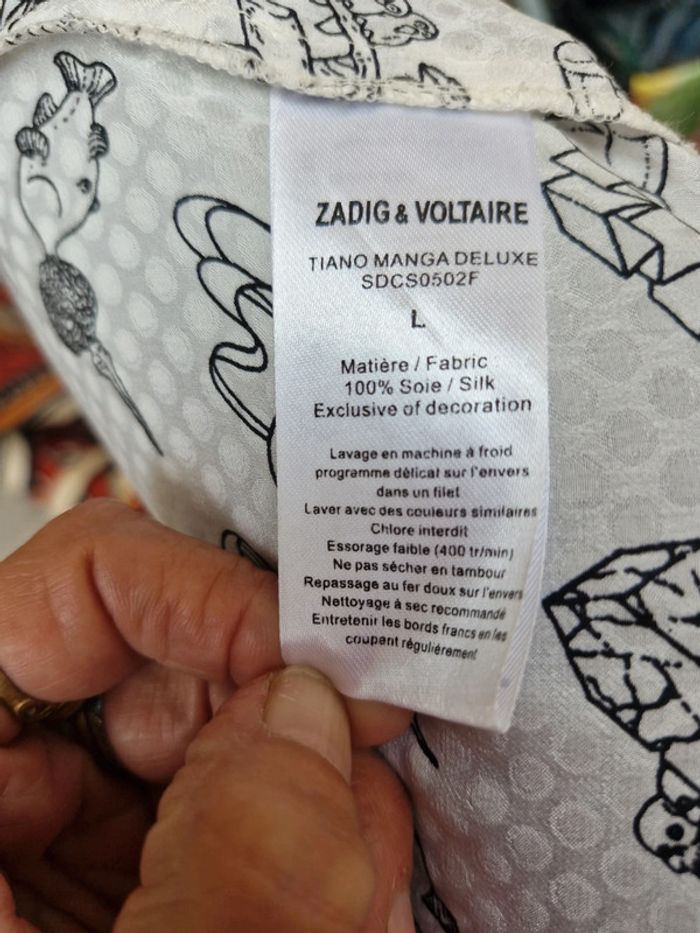 ZADIG & VOLTAIRE
TIANO MANGA DELUXE
SDCS0502F
L
Matière / Fabric
100% Soie / Silk
Exclusive of decoration
Lavage en machine à froid
programme délicat sur l'envers
dans un filet
Laver avec des couleurs similaires
Chlore interdit
Essorage faible (400 tr/min)
Ne pas sécher en tambour
Repassage au fer doux sur l'envers
Nettoyage à sec recommandé
Entretenir les bords francs en les
coupant régulièrement